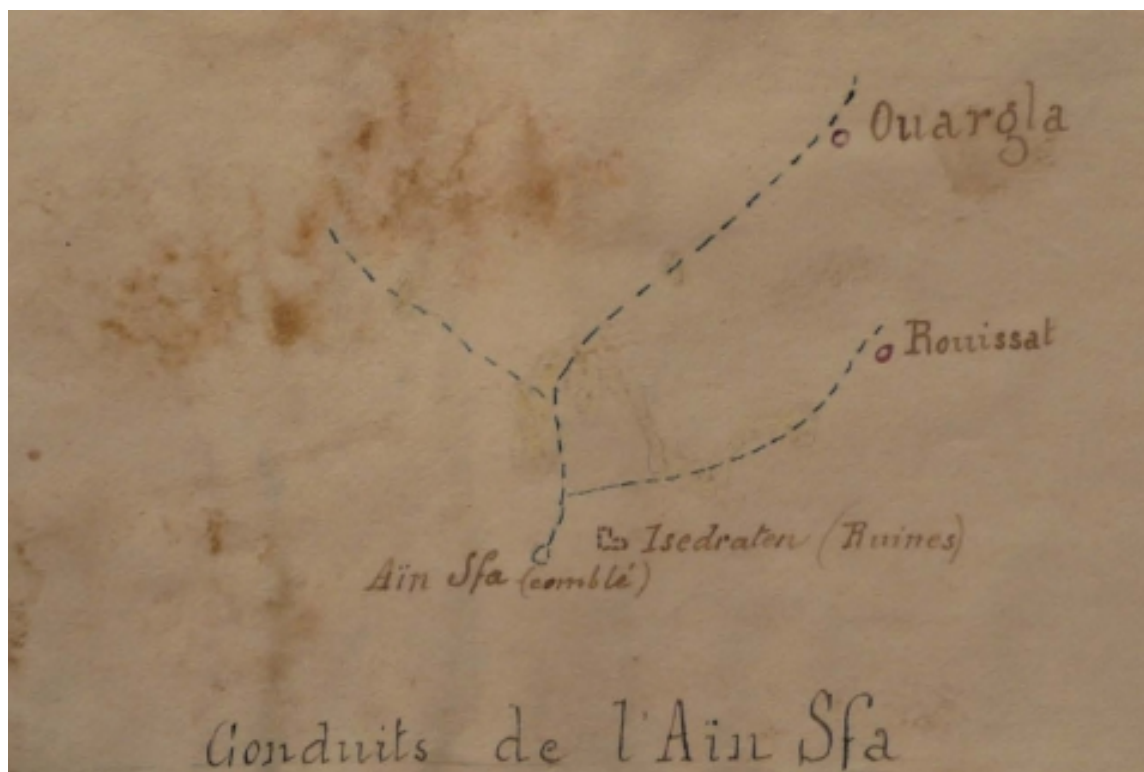 Ouargla
Rouissat
Isedraten (Ruines)
Aïn Sfa (comblé)
Conduits de l'Aïn Sfa